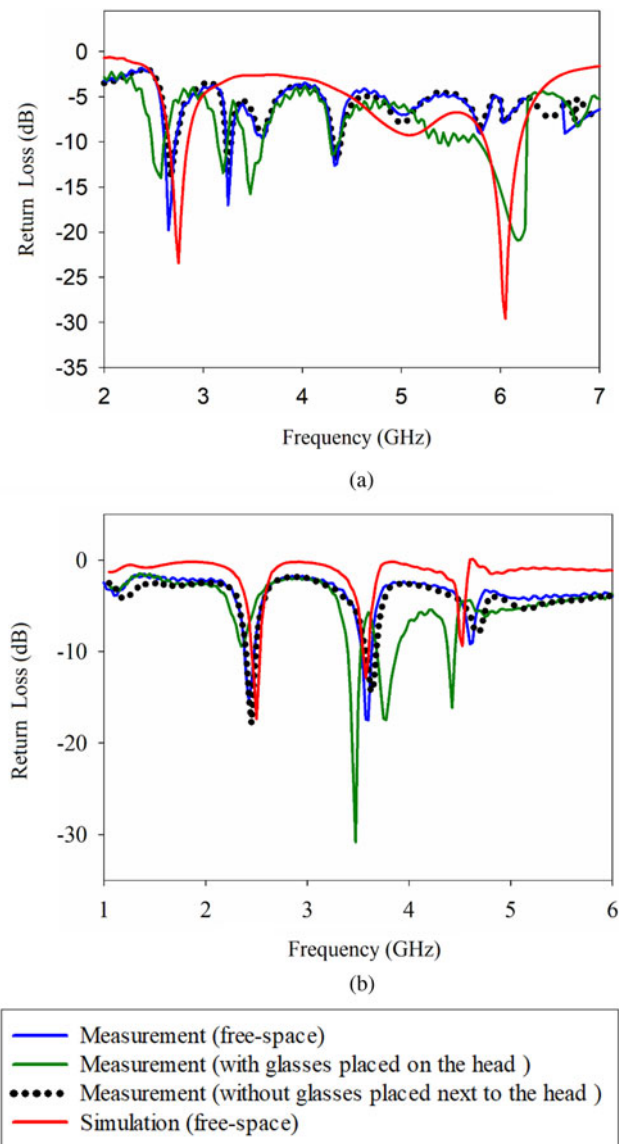 0
-5
-10
-15
-20
-25
-30
-35
Return Loss (dB)
2 3 4 5 6 7
Frequency (GHz)
(a)
0
-10
-20
-30
Return Loss (dB)
1 2 3 4 5 6
Frequency (GHz)
(b)
Measurement (free-space)
Measurement (with glasses placed on the head )
Measurement (without glasses placed next to the head )
Simulation (free-space)